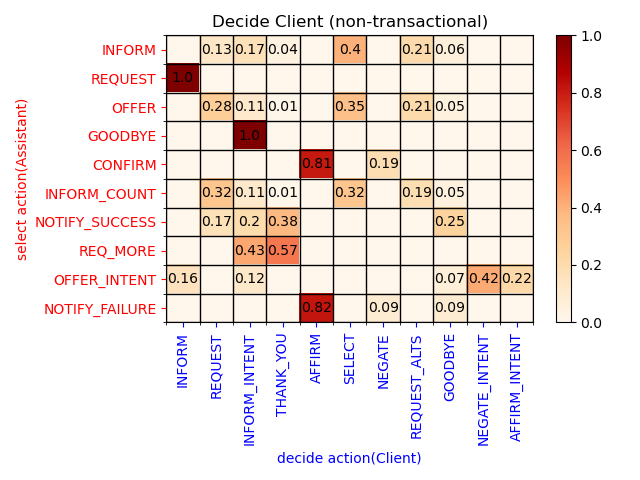 Decide Client (non-transactional)
INFORM 0.13 0.17 0.04 0.4 0.21 0.06
REQUEST 1.0
OFFER 0.28 0.11 0.01 0.35 0.21 0.05
GOODBYE 1.0
CONFIRM 0.81 0.19
INFORM_COUNT 0.32 0.11 0.01 0.32 0.19 0.05
NOTIFY_SUCCESS 0.17 0.2 0.38 0.25
REQ_MORE 0.43 0.57
OFFER_INTENT 0.16 0.12 0.07 0.42 0.22
NOTIFY_FAILURE 0.82 0.09 0.09
select action(Assistant)
INFORM
REQUEST
INFORM_INTENT
THANK_YOU
AFFIRM
SELECT
NEGATE
REQUEST_ALTS
GOODBYE
NEGATE_INTENT
AFFIRM_INTENT
decide action(Client)
1.0
0.8
0.6
0.4
0.2
0.0